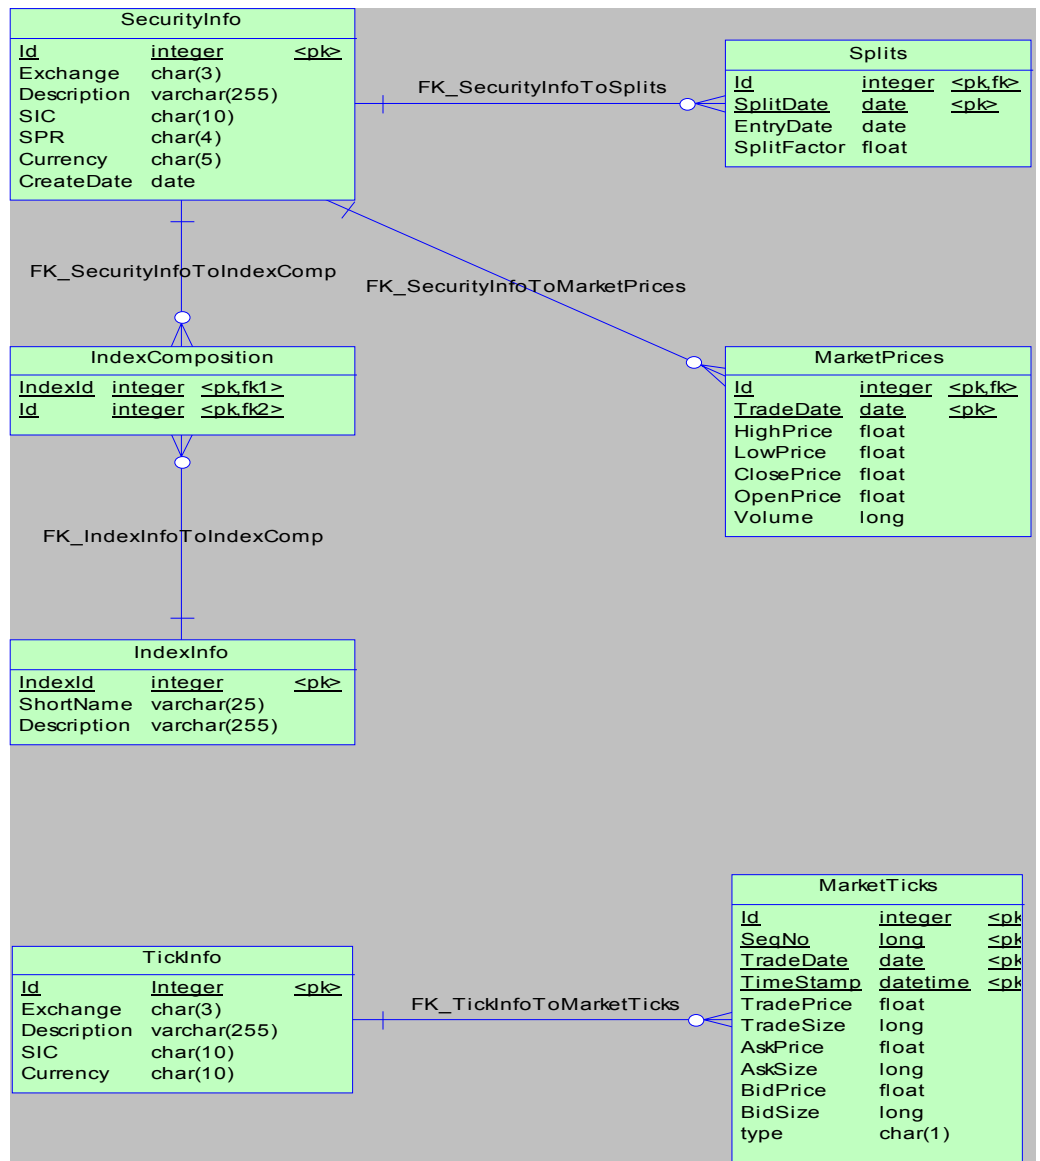 SecurityInfo
Id integer <pk>
Exchange char(3)
Description varchar(255)
SIC char(10)
SPR char(4)
Currency char(5)
CreateDate date
FK_SecurityInfoToSplits
Splits
Id integer <pk,fk>
SplitDate date <pk>
EntryDate date
SplitFactor float
FK_SecurityInfoToIndexComp
FK_SecurityInfoToMarketPrices
IndexComposition
IndexId integer <pk,fk1>
Id integer <pk,fk2>
MarketPrices
Id integer <pk,fk>
TradeDate date <pk>
HighPrice float
LowPrice float
ClosePrice float
OpenPrice float
Volume long
FK_IndexInfoToIndexComp
IndexInfo
IndexId integer <pk>
ShortName varchar(25)
Description varchar(255)
TickInfo
Id Integer <pk>
Exchange char(3)
Description varchar(255)
SIC char(10)
Currency char(10)
FK_TickInfoToMarketTicks
MarketTicks
Id integer <pk
SeqNo long <pk
TradeDate date <pk
TimeStamp datetime <pk
TradePrice float
TradeSize long
AskPrice float
AskSize long
BidPrice float
BidSize long
type char(1)